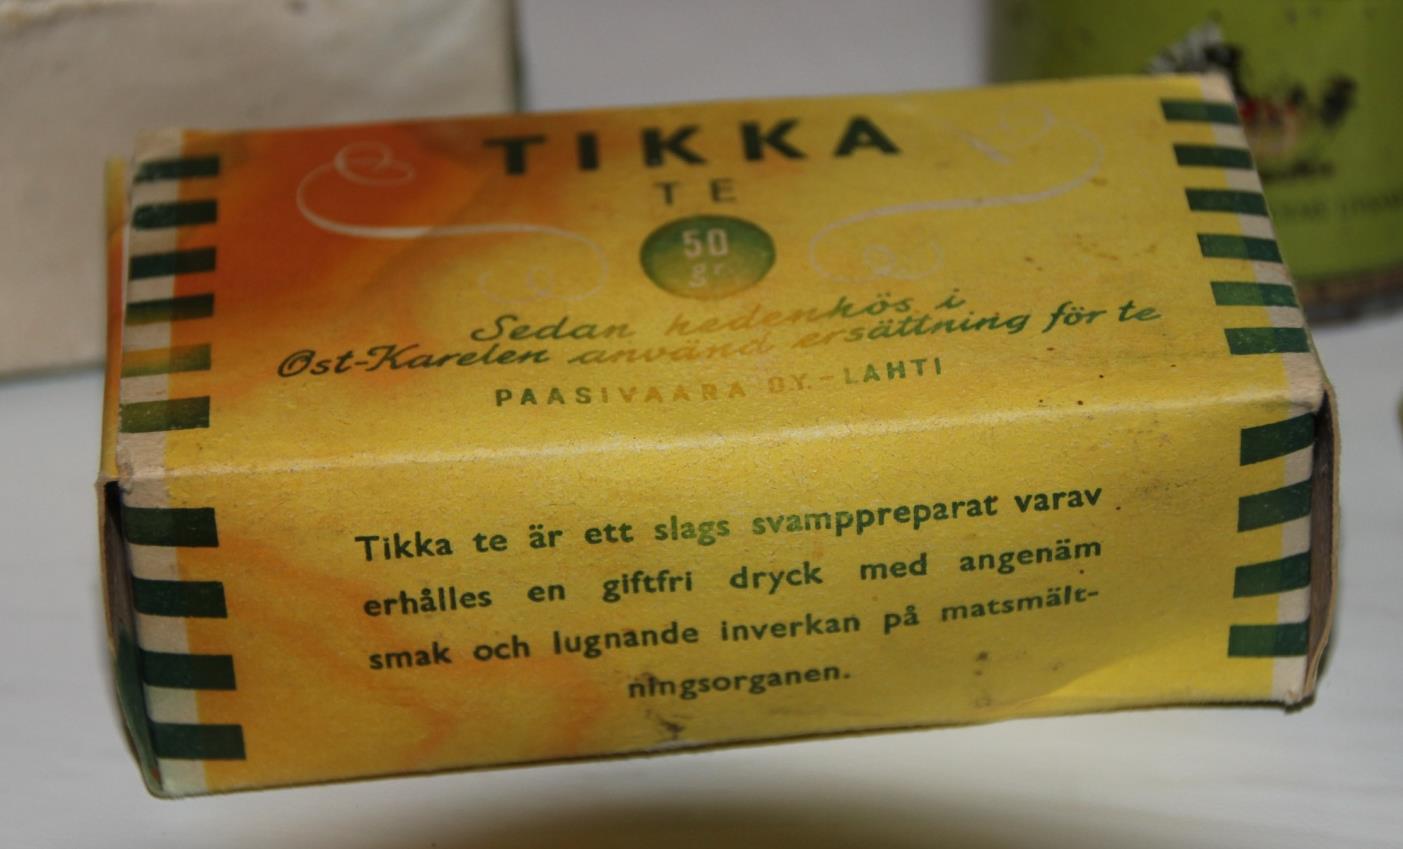 TIKKA
TE
50
gr
Sedan hedenhös i
Öst-Karelen använd ersättning för te
PAASIVAARA OY.-LAHTI
Tikka te är ett slags svamppreparat varav
erhålles en giftfri dryck med angenäm
smak och lugnande inverkan på matsmält-
ningsorganen.